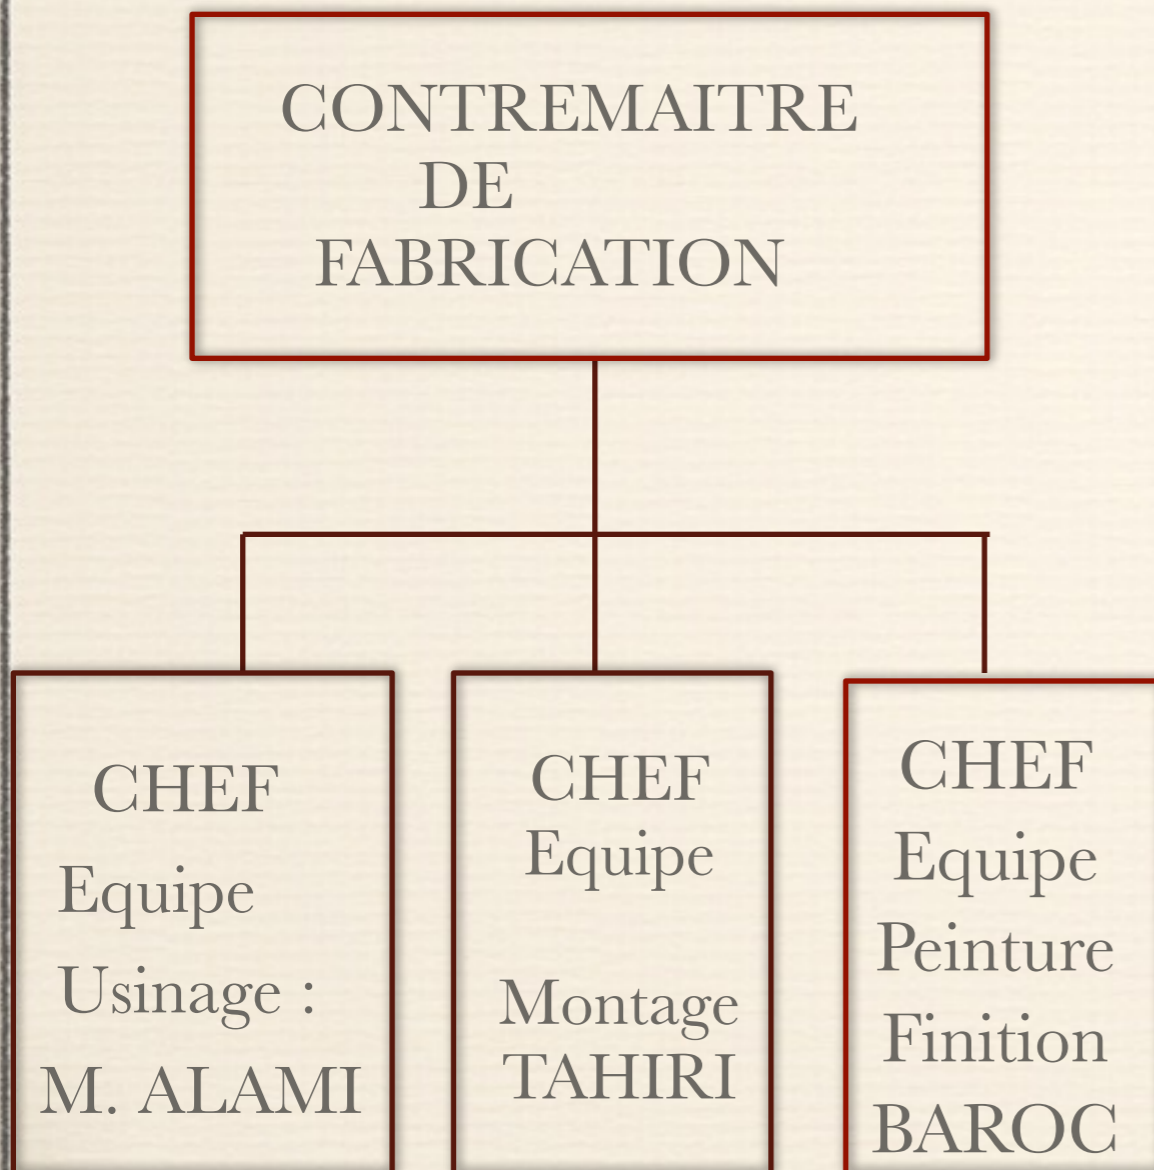 CONTREMAITRE
DE
FABRICATION
CHEF
Equipe
Usinage :
M. ALAMI
CHEF
Equipe
Montage
TAHIRI
CHEF
Equipe
Peinture
Finition
BAROC